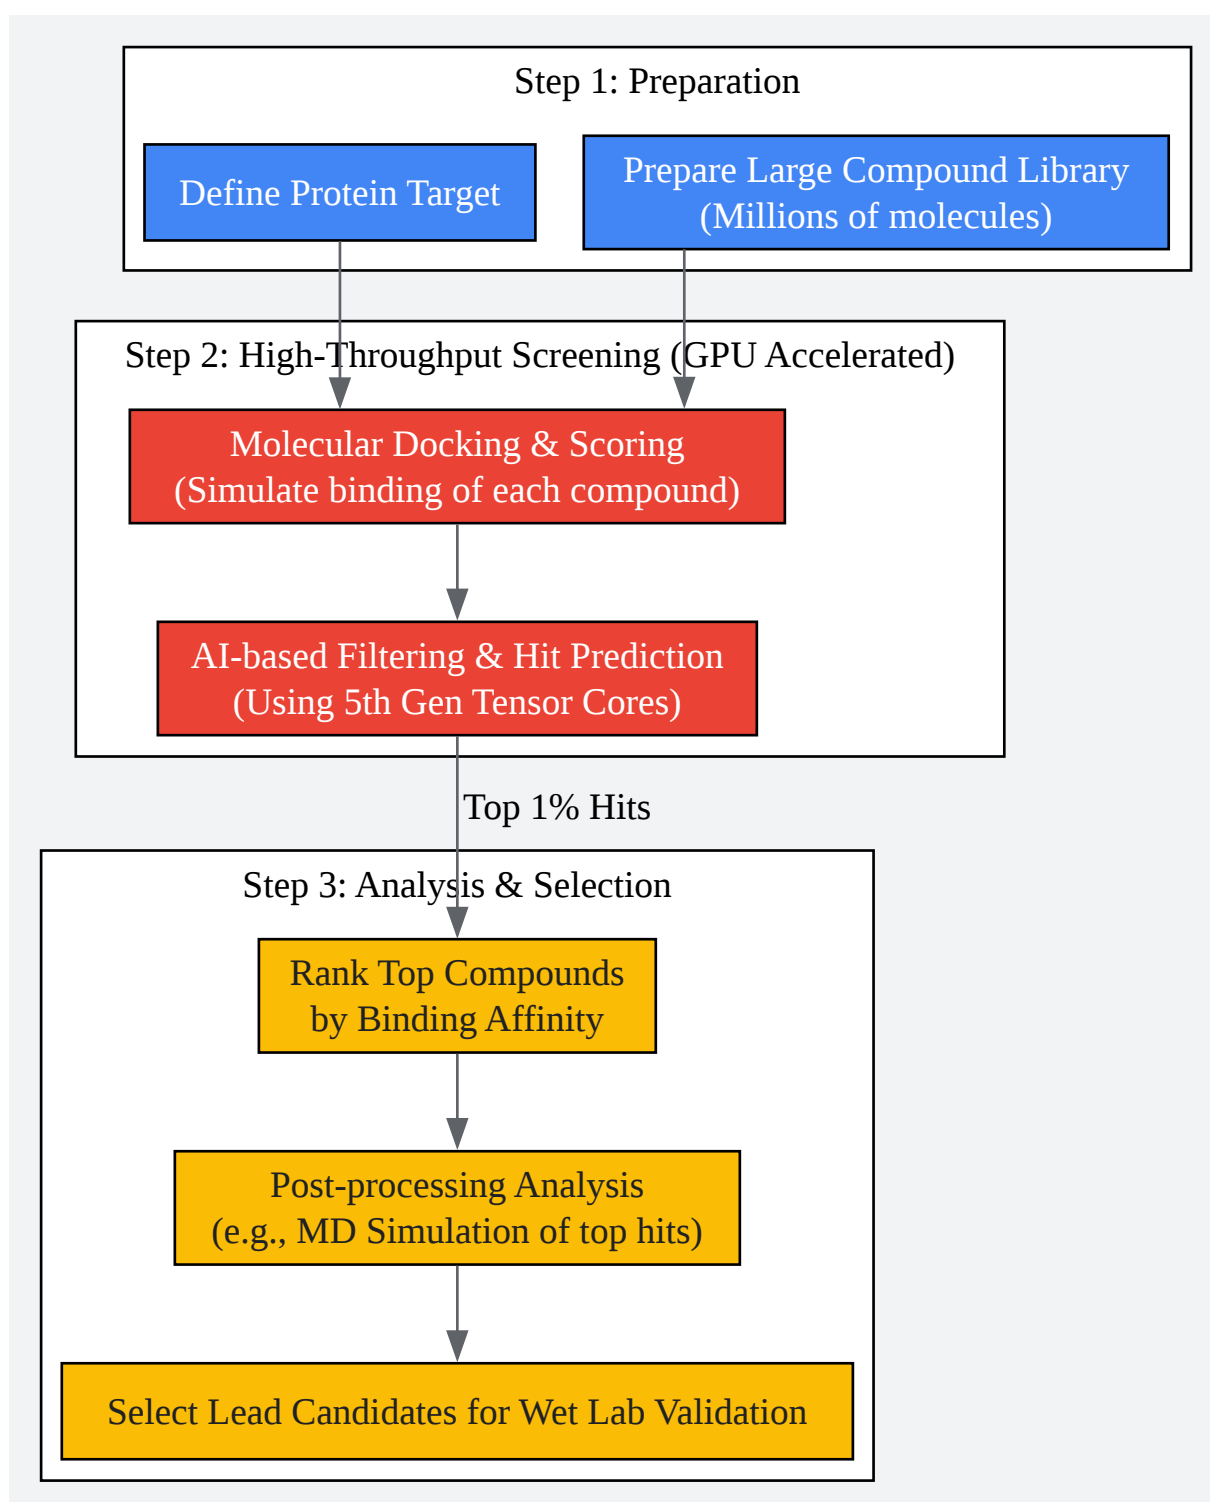 Step 1: Preparation
Define Protein Target
Prepare Large Compound Library
(Millions of molecules)
Step 2: High-Throughput Screening (GPU Accelerated)
Molecular Docking & Scoring
(Simulate binding of each compound)
AI-based Filtering & Hit Prediction
(Using 5th Gen Tensor Cores)
Top 1% Hits
Step 3: Analysis & Selection
Rank Top Compounds
by Binding Affinity
Post-processing Analysis
(e.g., MD Simulation of top hits)
Select Lead Candidates for Wet Lab Validation